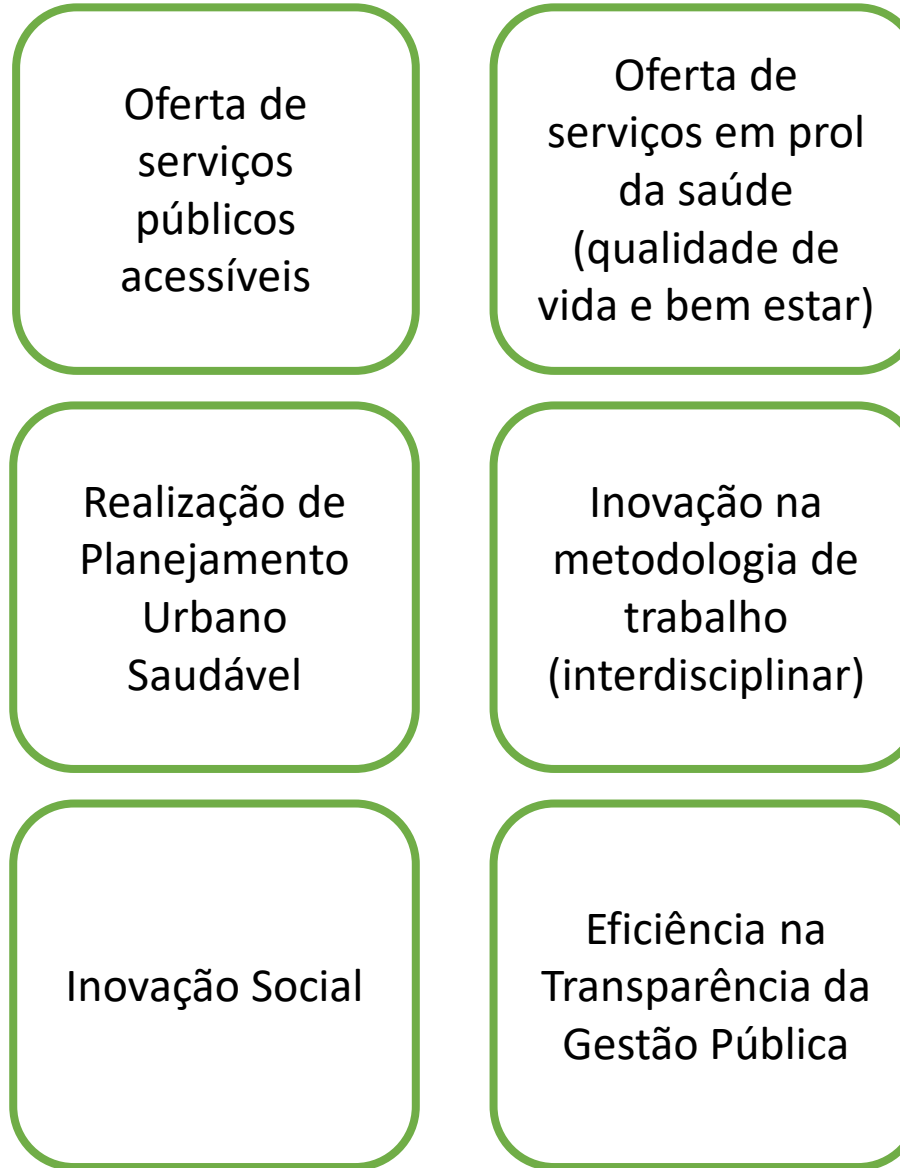 Oferta de
serviços
públicos
acessíveis
Oferta de
serviços em prol
da saúde
(qualidade de
vida e bem estar)
Realização de
Planejamento
Urbano
Saudável
Inovação na
metodologia de
trabalho
(interdisciplinar)
Inovação Social
Eficiência na
Transparência da
Gestão Pública